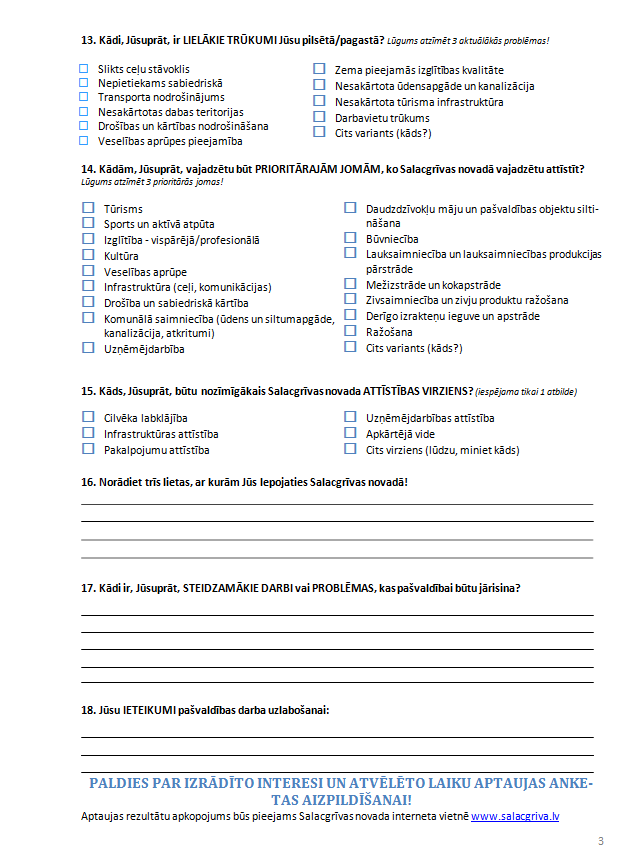 13. Kādi, Jūsuprāt, ir LIELĀKIE TRŪKUMI Jūsu pilsētā/pagastā? Lūgums atzīmēt 3 aktuālākās problēmas!
Slikts ceļu stāvoklis
Nepietiekams sabiedriskā
Transporta nodrošinājums
Nesakārtotas dabas teritorijas
Drošības un kārtības nodrošināšana
Veselības aprūpes pieejamība
Zema pieejamās izglītības kvalitāte
Nesakārtota ūdensapgāde un kanalizācija
Nesakārtota tūrisma infrastruktūra
Darbavietu trūkums
Cits variants (kāds?)
14. Kādām, Jūsuprāt, vajadzētu būt PRIORITĀRAJĀM JOMĀM, ko Salacgrīvas novadā vajadzētu attīstīt?
Lūgums atzīmēt 3 prioritārās jomas!
Tūrisms
Sports un aktīvā atpūta
Izglītība - vispārējā/profesionālā
Kultūra
Veselības aprūpe
Infrastruktūra (ceļi, komunikācijas)
Drošība un sabiedriskā kārtība
Komunālā saimniecība (ūdens un siltumapgāde,
kanalizācija, atkritumi)
Uzņēmējdarbība
Daudzdzīvokļu māju un pašvaldības objektu silti-
nāšana
Būvniecība
Lauksaimniecība un lauksaimniecības produkcijas
pārstrāde
Mežizstrāde un kokapstrāde
Zivsaimniecība un zivju produktu ražošana
Derīgo izrakteņu ieguve un apstrāde
Ražošana
Cits variants (kāds?)
15. Kāds, Jūsuprāt, būtu nozīmīgākais Salacgrīvas novada ATTĪSTĪBAS VIRZIENS? (iespējama tikai 1 atbilde)
Cilvēka labklājība
Infrastruktūras attīstība
Pakalpojumu attīstība
Uzņēmējdarbības attīstība
Apkārtējā vide
Cits virziens (lūdzu, miniet kāds)
16. Norādiet trīs lietas, ar kurām Jūs lepojaties Salacgrīvas novadā!
17. Kādi ir, Jūsuprāt, STEIDZAMĀKIE DARBI vai PROBLĒMAS, kas pašvaldībai būtu jārisina?
18. Jūsu IETEIKUMI pašvaldības darba uzlabošanai:
PALDIES PAR IZRĀDĪTO INTERESI UN ATVĒLĒTO LAIKU APTAUJAS ANKE-
TAS AIZPILDĪŠANAI!
Aptaujas rezultātu apkopojums būs pieejams Salacgrīvas novada interneta vietnē www.salacgriva.lv
3